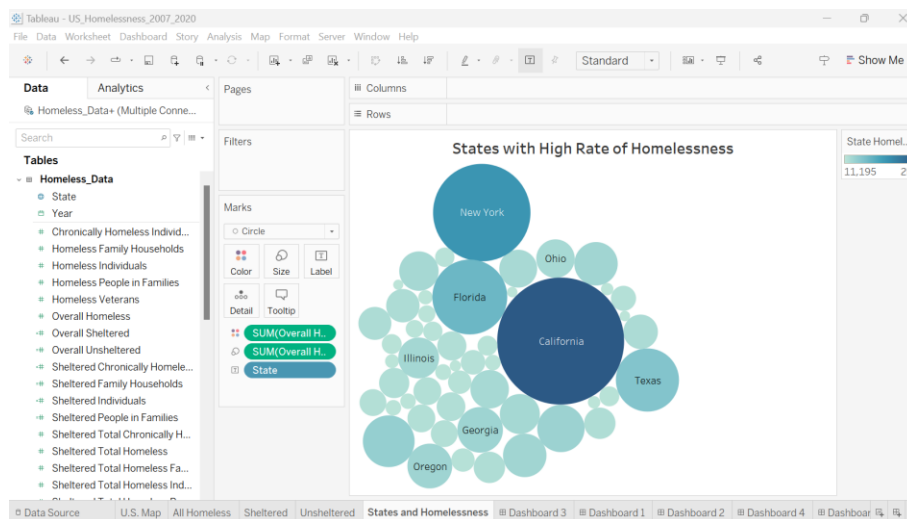 Tableau - US_Homelessness_2007_2020
File Data Worksheet Dashboard Story Analysis Map Format Server Window Help
Standard
Show Me
Data Analytics
Homeless_Data+ (Multiple Conne...
Search
Tables
Homeless_Data
State
Year
Chronically Homeless Individ...
Homeless Family Households
Homeless Individuals
Homeless People in Families
Homeless Veterans
Overall Homeless
Overall Sheltered
Overall Unsheltered
Sheltered Chronically Homele...
Sheltered Family Households
Sheltered Individuals
Sheltered People in Families
Sheltered Total Chronically H...
Sheltered Total Homeless
Sheltered Total Homeless Fa...
Sheltered Total Homeless Ind...
Pages
Filters
Marks
Circle
Color Size Label
Detail Tooltip
SUM(Overall H..
SUM(Overall H..
State
Columns
Rows
States with High Rate of Homelessness
New York
Ohio
Florida
California
Illinois
Texas
Georgia
Oregon
State Homel..
11,195 2
Data Source U.S. Map All Homeless Sheltered Unsheltered States and Homelessness Dashboard 3 Dashboard 1 Dashboard 2 Dashboard 4 Dashboar